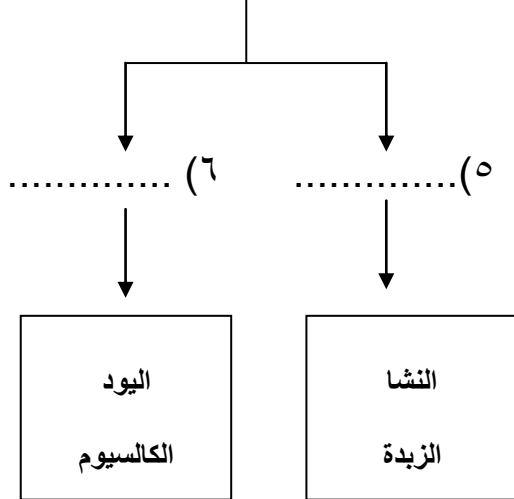 ٥)..............
٦) ..............
النشا
الزبدة
اليود
الكالسيوم